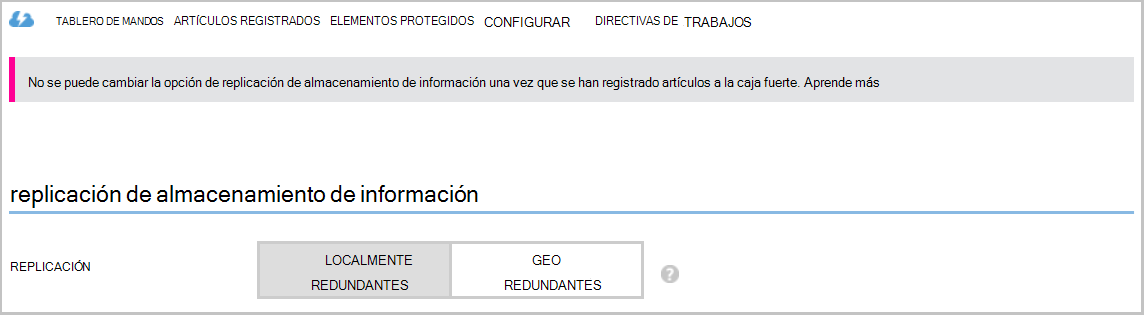 TABLERO DE MANDOS ARTÍCULOS REGISTRADOS ELEMENTOS PROTEGIDOS CONFIGURAR DIRECTIVAS DE TRABAJOS
No se puede cambiar la opción de replicación de almacenamiento de información una vez que se han registrado artículos a la caja fuerte. Aprende más
replicación de almacenamiento de información
REPLICACIÓN
LOCALMENTE
REDUNDANTES
GEO
REDUNDANTES
?